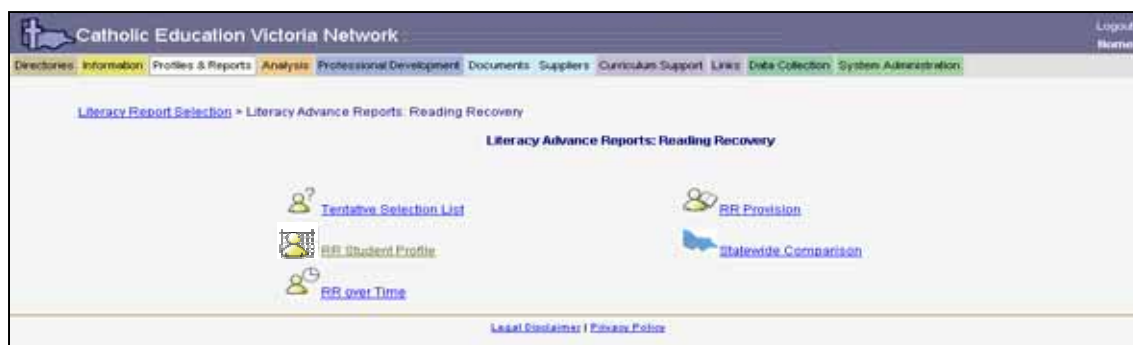 Catholic Education Victoria Network
Logout
Home
Directories Information Profiles & Reports Analysis Professional Development Documents Suppliers Curriculum Support Links Data Collection System Administration
Literacy Report Selection > Literacy Advance Reports: Reading Recovery
Literacy Advance Reports: Reading Recovery
Tentative Selection List
RR Provision
RR Student Profile
Statewide Comparison
RR over Time
Legal Disclaimer | Privacy Policy